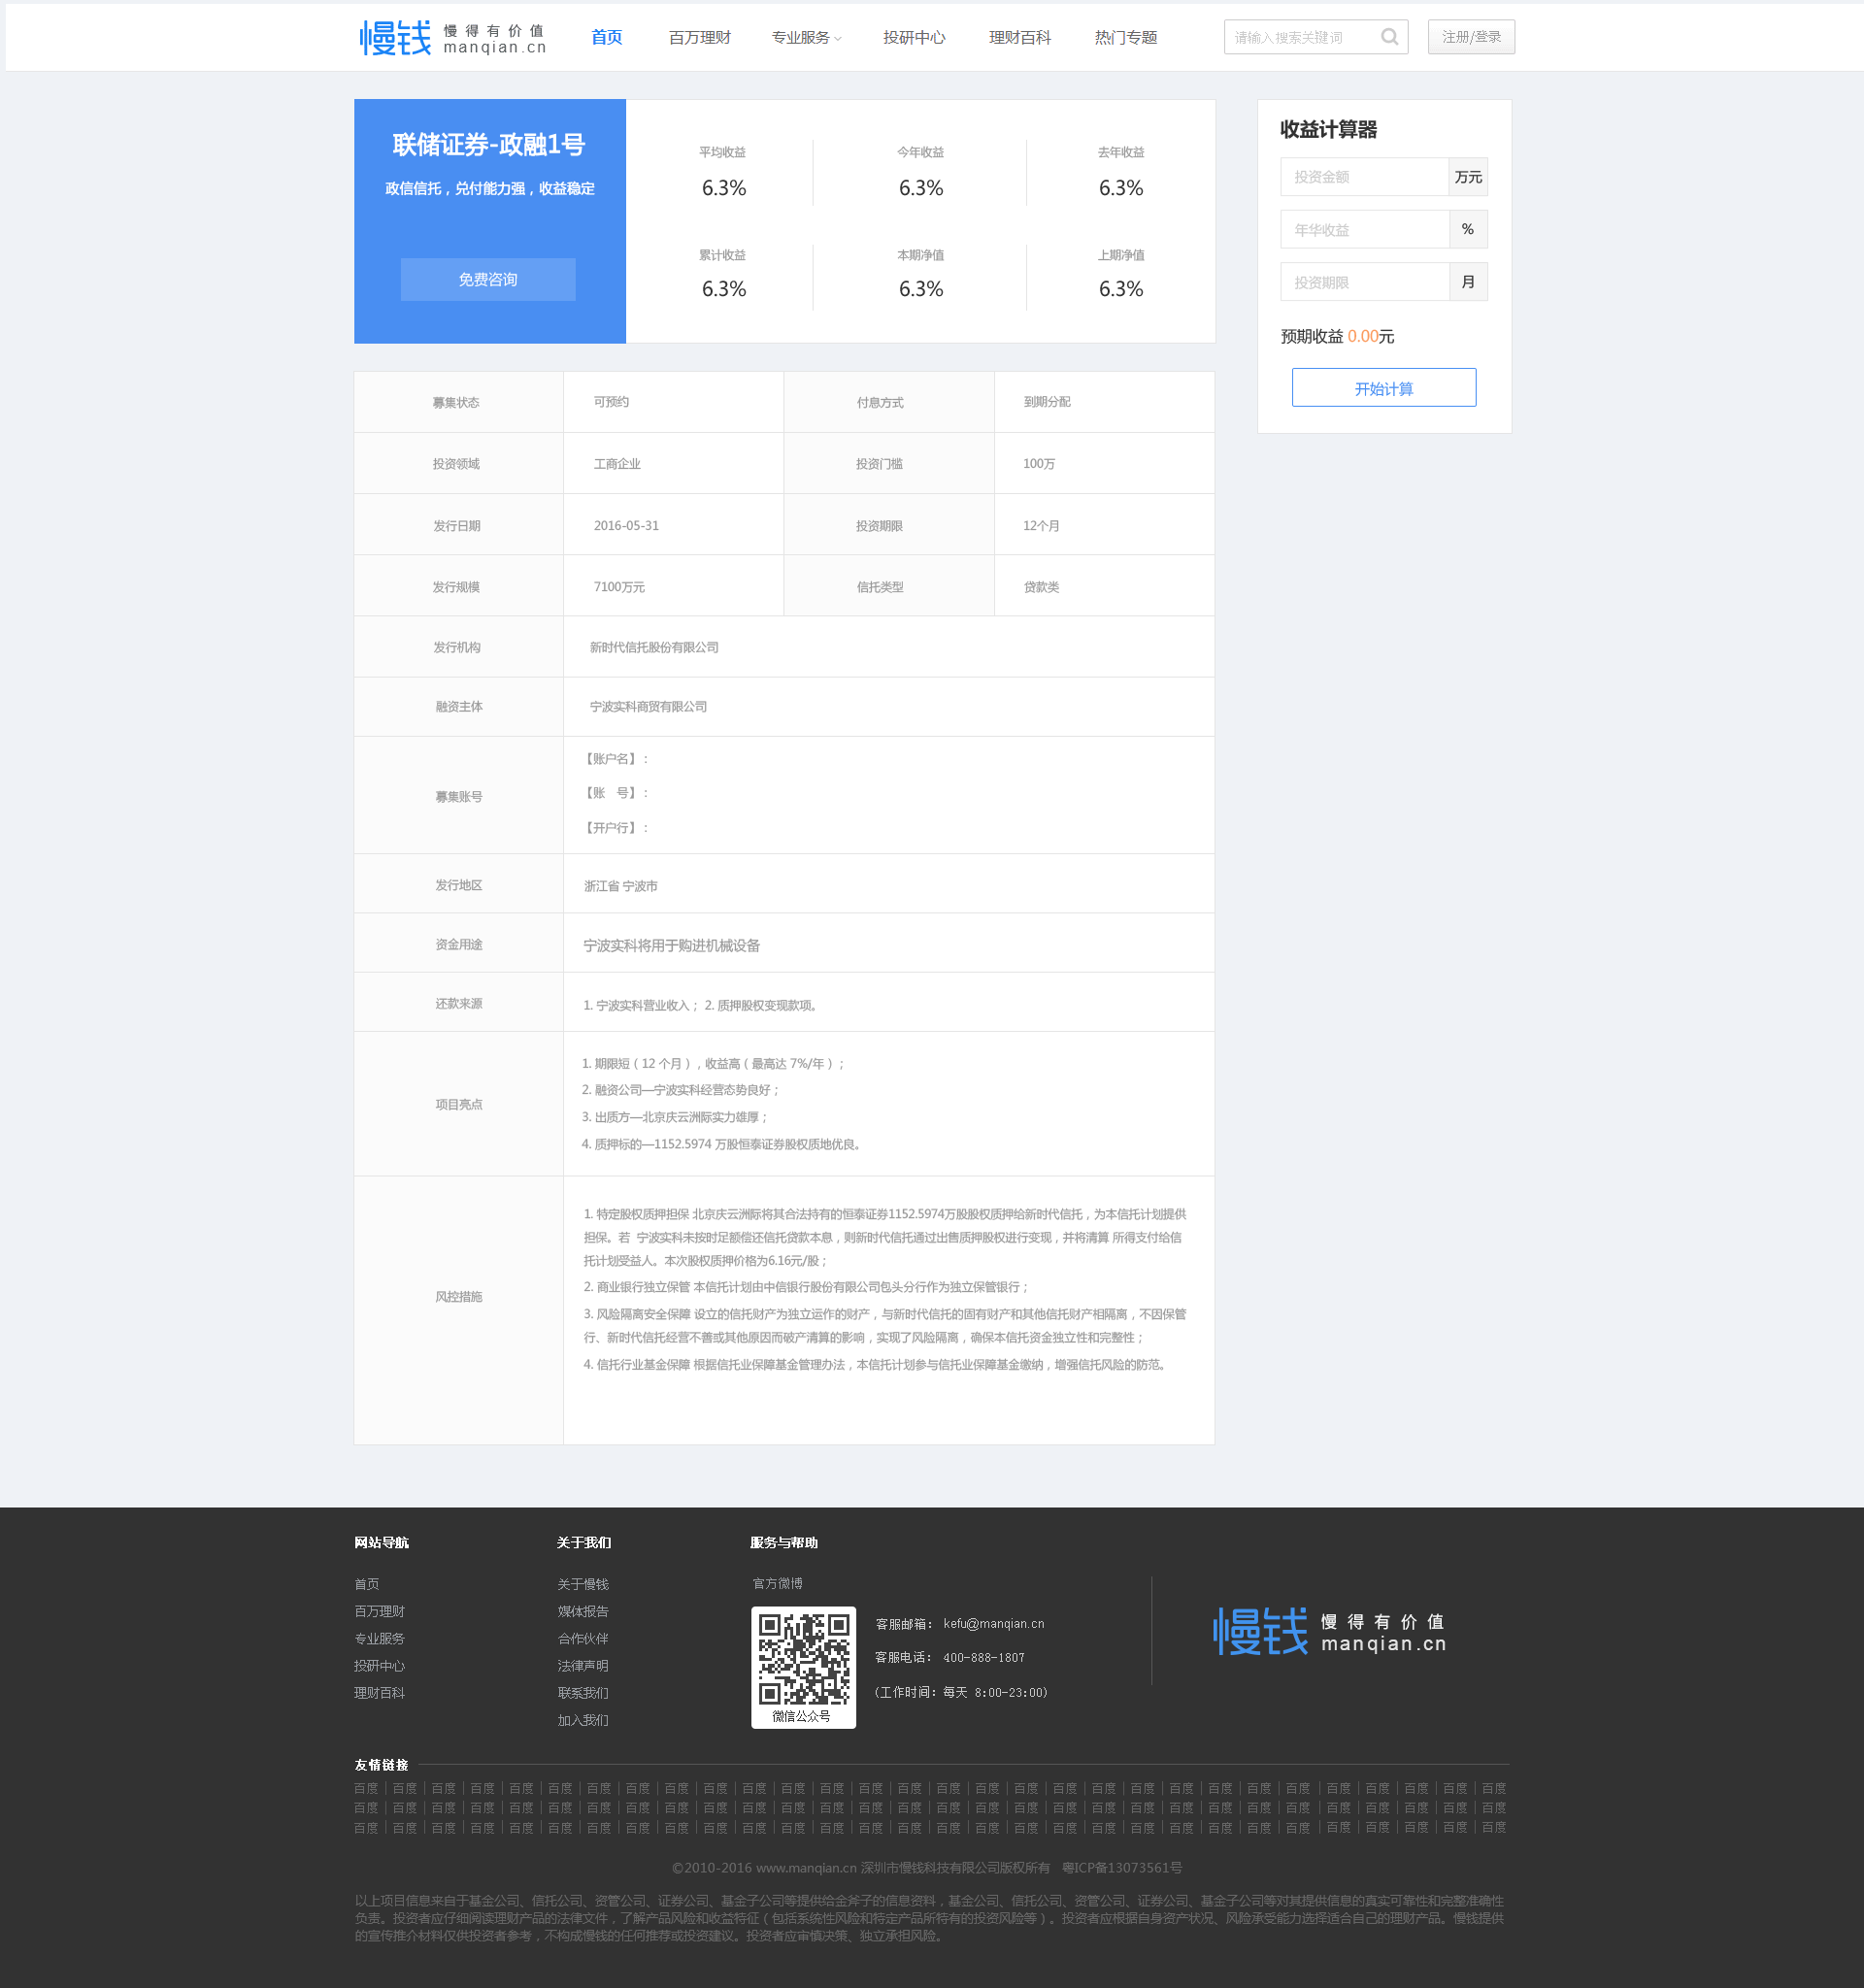 慢钱 慢得有价值 manqian.cn 首页 百万理财 专业服务 投研中心 理财百科 热门专题 请输入搜索关键词 注册/登录
联储证券-政融1号
政信信托，兑付能力强，收益稳定
免费咨询
平均收益 今年收益 去年收益
6.3% 6.3% 6.3%
累计收益 本期净值 上期净值
6.3% 6.3% 6.3%
收益计算器
投资金额 万元
年华收益 %
投资期限 月
预期收益 0.00元
开始计算
募集状态 可预约 付息方式 到期分配
投资领域 工商企业 投资门槛 100万
发行日期 2016-05-31 投资期限 12个月
发行规模 7100万元 信托类型 贷款类
发行机构 新时代信托股份有限公司
融资主体 宁波实科商贸有限公司
募集账号
【账户名】：
【账 号】：
【开户行】：
发行地区 浙江省 宁波市
资金用途 宁波实科将用于购进机械设备
还款来源 1. 宁波实科营业收入； 2. 质押股权变现款项。
项目亮点
1. 期限短（12 个月），收益高（最高达 7%/年）；
2. 融资公司—宁波实科经营态势良好；
3. 出质方—北京庆云洲际实力雄厚；
4. 质押标的—1152.5974 万股恒泰证券股权质地优良。
风控措施
1. 特定股权质押担保 北京庆云洲际将其合法持有的恒泰证券1152.5974万股股权质押给新时代信托，为本信托计划提供
担保。若 宁波实科未按时足额偿还信托贷款本息，则新时代信托通过出售质押股权进行变现，并将清算 所得支付给信
托计划受益人。本次股权质押价格为6.16元/股；
2. 商业银行独立保管 本信托计划由中信银行股份有限公司包头分行作为独立保管银行；
3. 风险隔离安全保障 设立的信托财产为独立运作的财产，与新时代信托的固有财产和其他信托财产相隔离，不因保管
行、新时代信托经营不善或其他原因而破产清算的影响，实现了风险隔离，确保本信托资金独立性和完整性；
4. 信托行业基金保障 根据信托业保障基金管理办法，本信托计划参与信托业保障基金缴纳，增强信托风险的防范。
网站导航 关于我们 服务与帮助
首页 关于慢钱 官方微博
百万理财 媒体报告
专业服务 合作伙伴
投研中心 法律声明
理财百科 联系我们
加入我们
微信公众号
客服邮箱： kefu@manqian.cn
客服电话： 400-888-1807
(工作时间：每天 8:00-23:00)
慢钱 慢得有价值
manqian.cn
友情链接
百度 百度 百度 百度 百度 百度 百度 百度 百度 百度 百度 百度 百度 百度 百度 百度 百度 百度 百度 百度 百度 百度 百度 百度 百度 百度 百度 百度 百度 百度
百度 百度 百度 百度 百度 百度 百度 百度 百度 百度 百度 百度 百度 百度 百度 百度 百度 百度 百度 百度 百度 百度 百度 百度 百度 百度 百度 百度 百度 百度
百度 百度 百度 百度 百度 百度 百度 百度 百度 百度 百度 百度 百度 百度 百度 百度 百度 百度 百度 百度 百度 百度 百度 百度 百度 百度 百度 百度 百度 百度
©2010-2016 www.manqian.cn 深圳市慢钱科技有限公司版权所有 粤ICP备13073561号
以上项目信息来自于基金公司、信托公司、资管公司、证券公司、基金子公司等提供给金斧子的信息资料，基金公司、信托公司、资管公司、证券公司、基金子公司等对其提供信息的真实可靠性和完整准确性
负责。投资者应仔细阅读理财产品的法律文件，了解产品风险和收益特征（包括系统性风险和特定产品所特有的投资风险等）。投资者应根据自身资产状况、风险承受能力选择适合自己的理财产品。慢钱提供
的宣传推介材料仅供投资者参考，不构成慢钱的任何推荐或投资建议。投资者应审慎决策、独立承担风险。